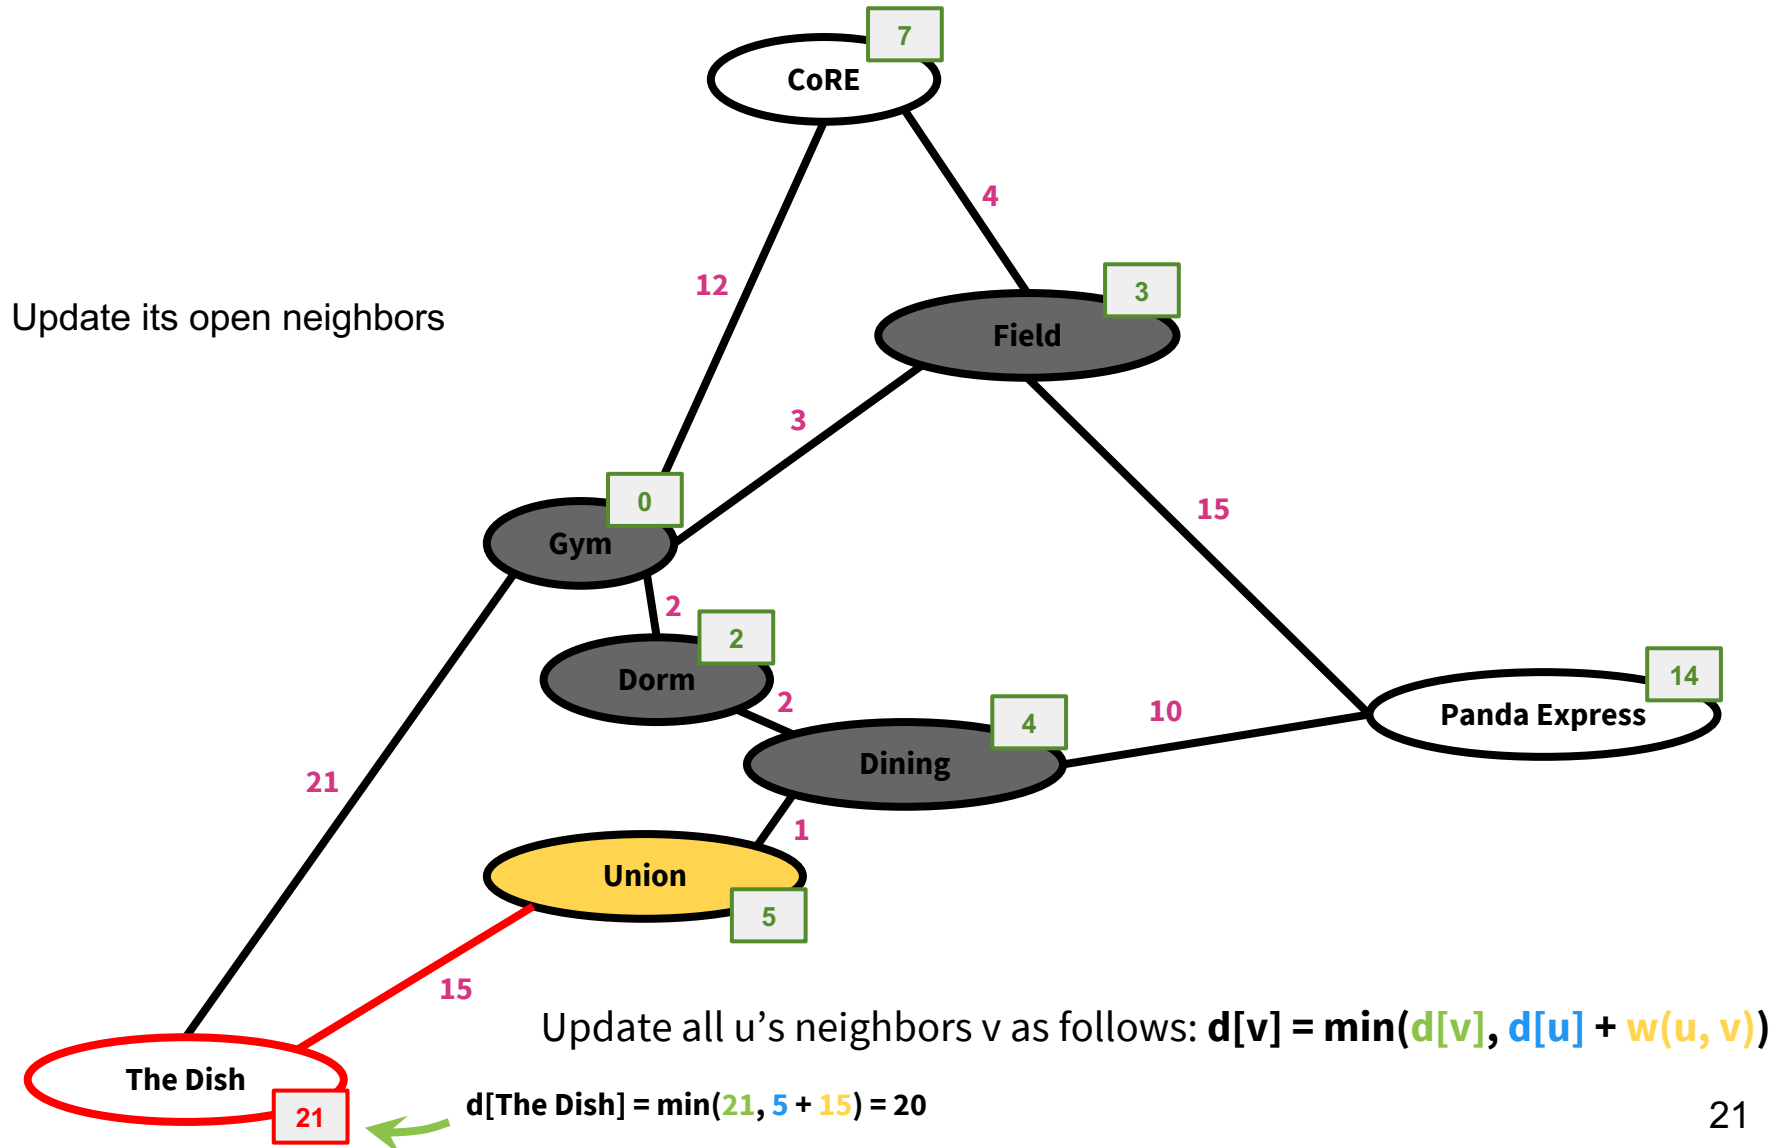 7
CoRE
4
12
3
Update its open neighbors
Field
3
0
15
Gym
2
2
Dorm
2
14
10
Panda Express
4
Dining
21
1
Union
5
15
Update all u’s neighbors v as follows: d[v] = min(d[v], d[u] + w(u, v))
The Dish
21
d[The Dish] = min(21, 5 + 15) = 20
21